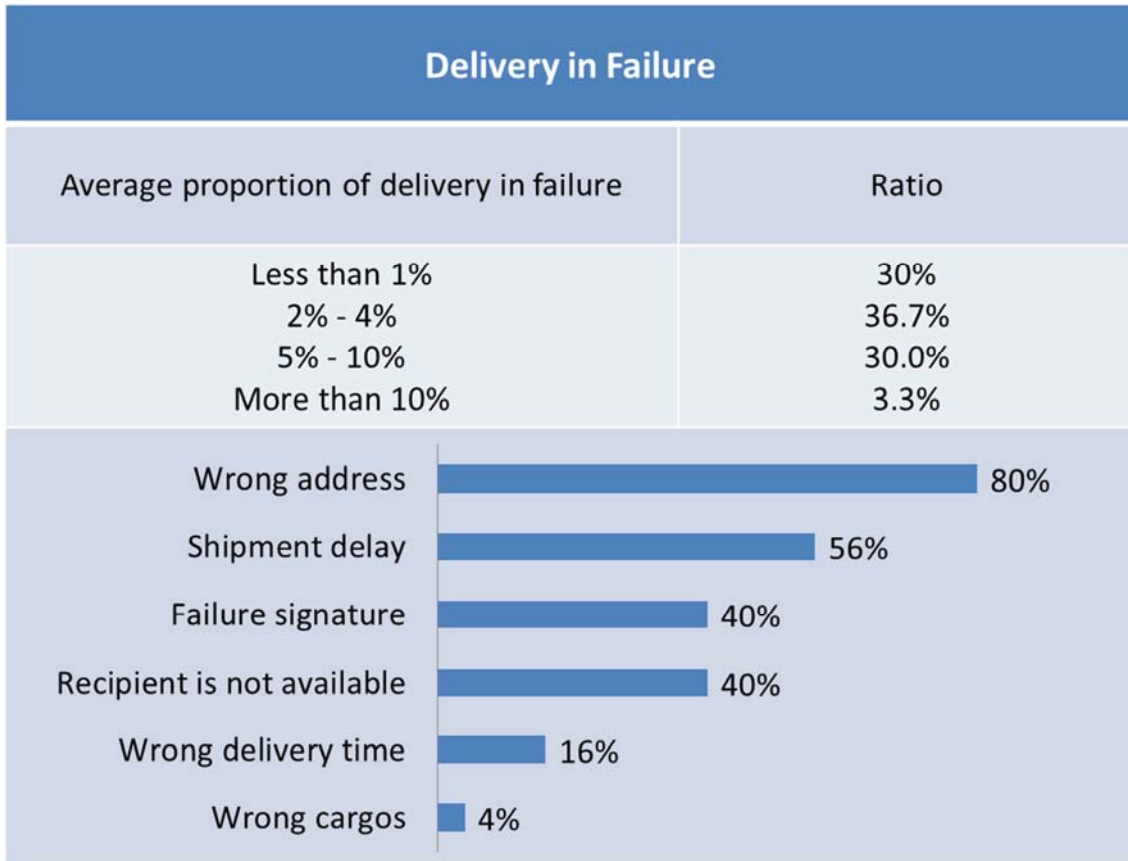 Delivery in Failure
Average proportion of delivery in failure Ratio
Less than 1% 30%
2% - 4% 36.7%
5% - 10% 30.0%
More than 10% 3.3%
Wrong address 80%
Shipment delay 56%
Failure signature 40%
Recipient is not available 40%
Wrong delivery time 16%
Wrong cargos 4%